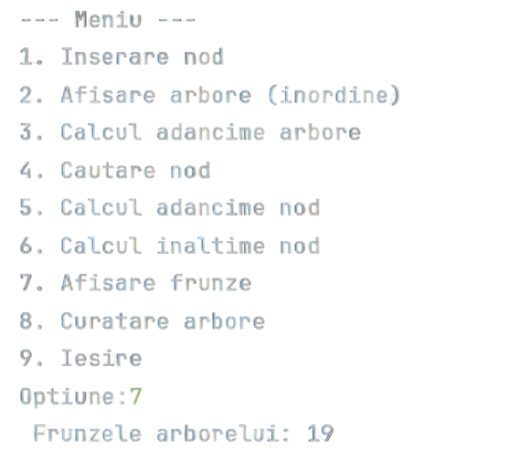 --- Meniu ---
1. Inserare nod
2. Afisare arbore (inordine)
3. Calcul adancime arbore
4. Cautare nod
5. Calcul adancime nod
6. Calcul inaltime nod
7. Afisare frunze
8. Curatare arbore
9. Iesire
Optiune:7
Frunzele arborelui: 19